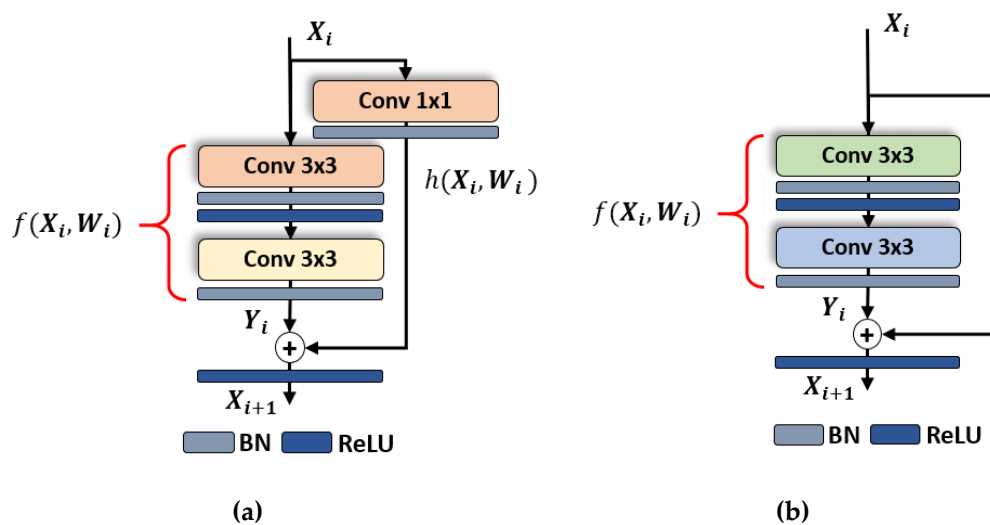 X_i
Conv 1x1
Conv 3x3
h(X_i, W_i)
f(X_i, W_i)
Conv 3x3
Y_i
+
X_{i+1}
BN ReLU
(a)
X_i
Conv 3x3
f(X_i, W_i)
Conv 3x3
Y_i
+
X_{i+1}
BN ReLU
(b)